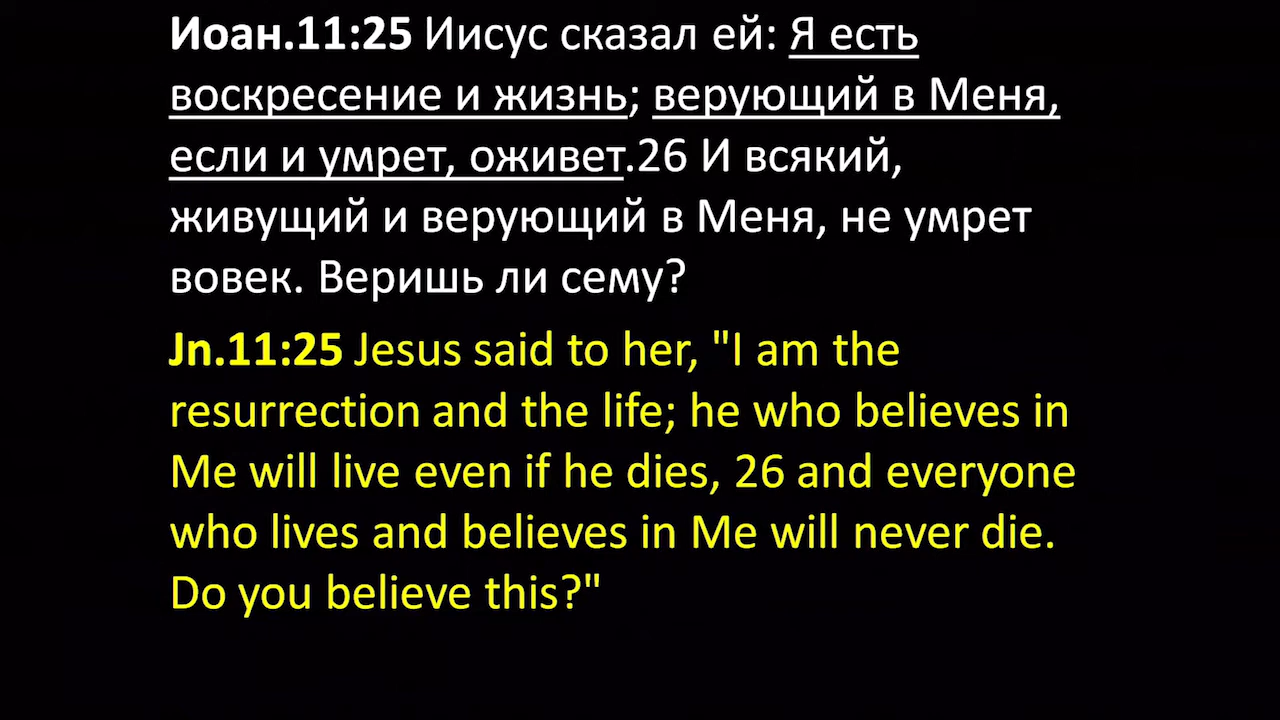 Иоан.11:25 Иисус сказал ей: Я есть
воскресение и жизнь; верующий в Меня,
если и умрет, оживет.26 И всякий,
живущий и верующий в Меня, не умрет
вовек. Веришь ли сему?
Jn.11:25 Jesus said to her, "I am the
resurrection and the life; he who believes in
Me will live even if he dies, 26 and everyone
who lives and believes in Me will never die.
Do you believe this?"